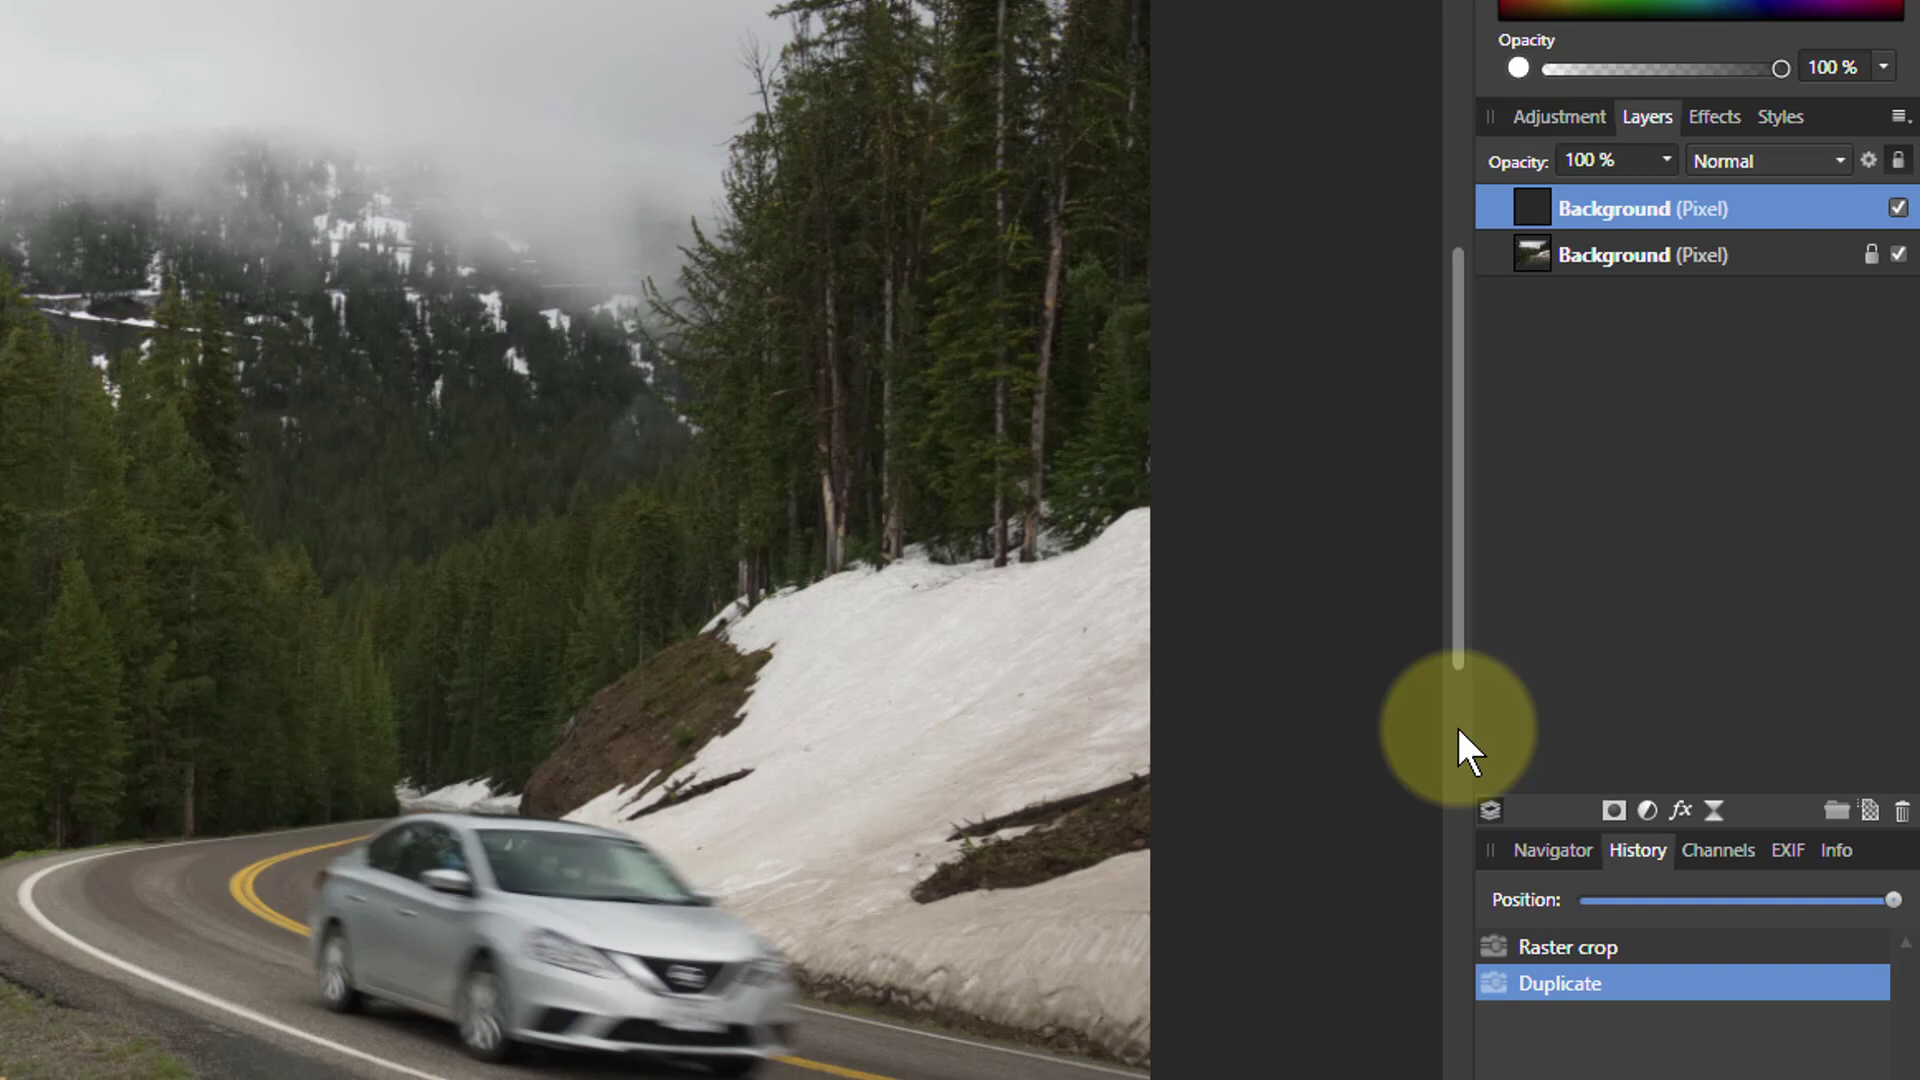 Opacity
100 %
Adjustment Layers Effects Styles
Opacity: 100 % Normal
Background (Pixel)
Background (Pixel)
fx
Navigator History Channels EXIF Info
Position:
Raster crop
Duplicate